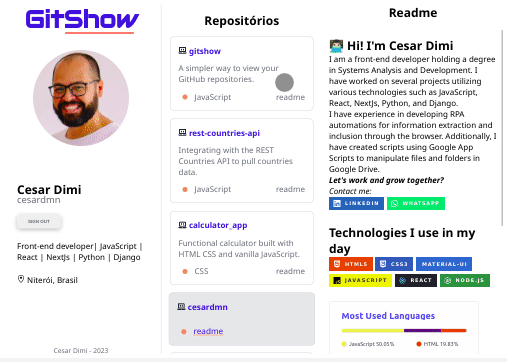 GitShow
Cesar Dimi
cesardmn
SIGN OUT
Front-end developer| JavaScript |
React | NextJs | Python | Django
Niterói, Brasil
Cesar Dimi - 2023
Repositórios
gitshow
A simpler way to view your
GitHub repositories.
JavaScript readme
rest-countries-api
Integrating with the REST
Countries API to pull countries
data.
JavaScript readme
calculator_app
Functional calculator built with
HTML CSS and vanilla JavaScript.
CSS readme
cesardmn
readme
Readme
Hi! I'm Cesar Dimi
I am a front-end developer holding a degree
in Systems Analysis and Development. I
have worked on several projects utilizing
various technologies such as JavaScript,
React, NextJs, Python, and Django.
I have experience in developing RPA
automations for information extraction and
inclusion through the browser. Additionally, I
have created scripts using Google App
Scripts to manipulate files and folders in
Google Drive.
Let's work and grow together?
Contact me:
LINKEDIN WHATSAPP
Technologies I use in my
day
HTML5 CSS3 MATERIAL-UI
JAVASCRIPT REACT NODE.JS
Most Used Languages
JavaScript 50.05% HTML 19.83%